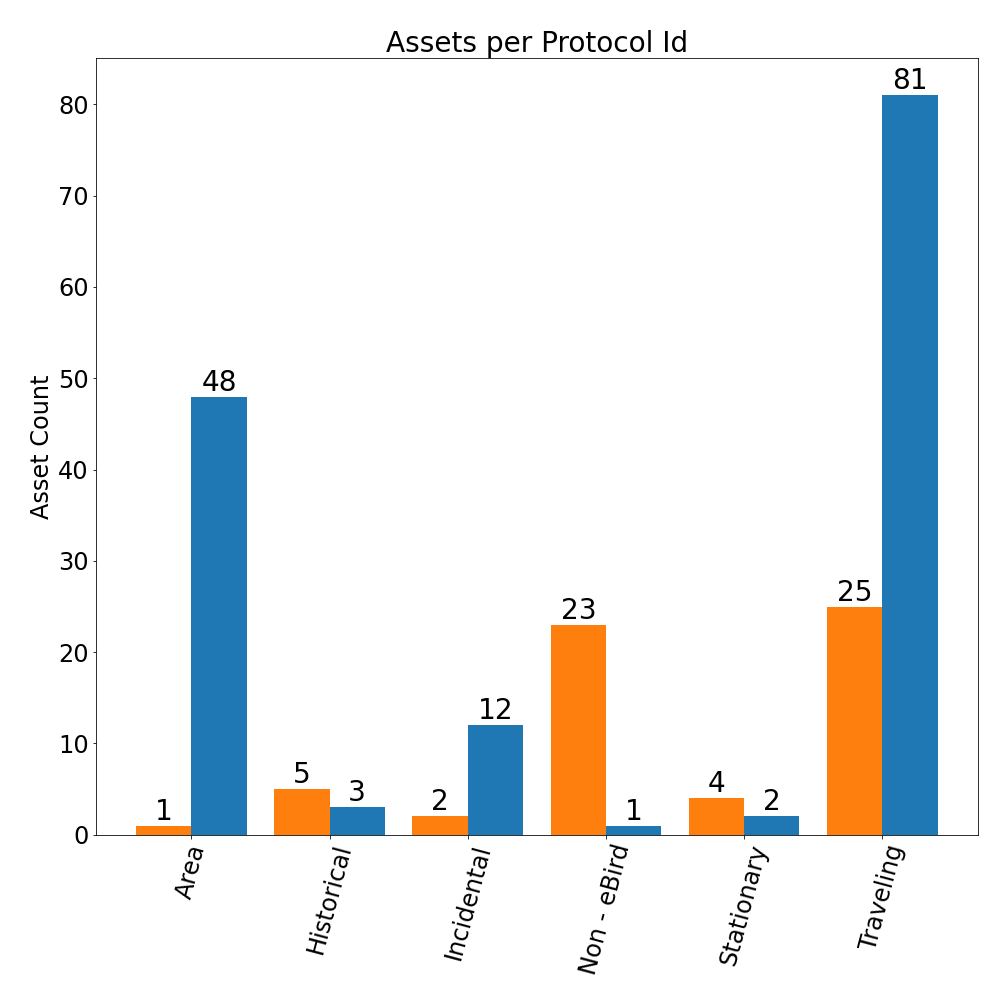 Assets per Protocol Id
Asset Count
80
70
60
50
40
30
20
10
0
1
48
5
3
2
12
23
1
4
2
25
81
Area
Historical
Incidental
Non - eBird
Stationary
Traveling